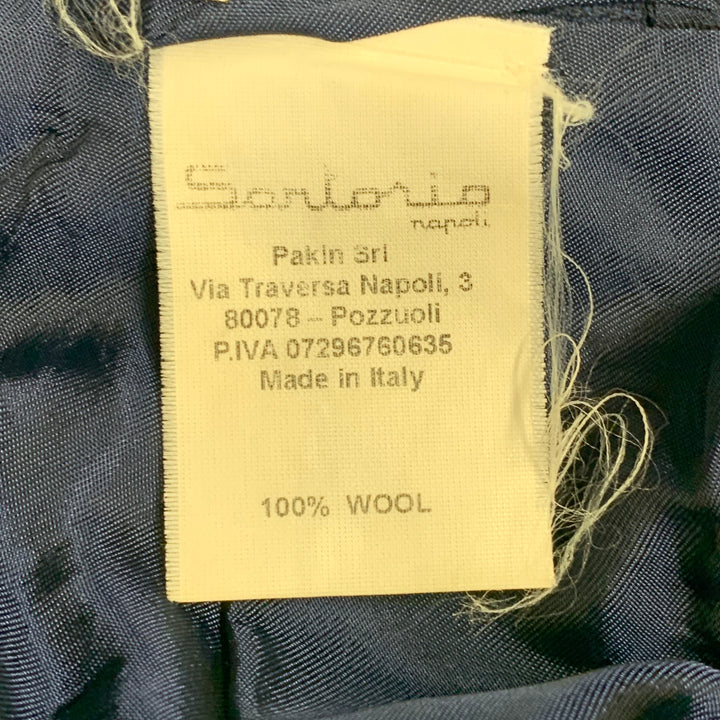 Sartorio
napoli
Pakin Srl
Via Traversa Napoli, 3
80078 – Pozzuoli
P.IVA 07296760635
Made in Italy
100% WOOL